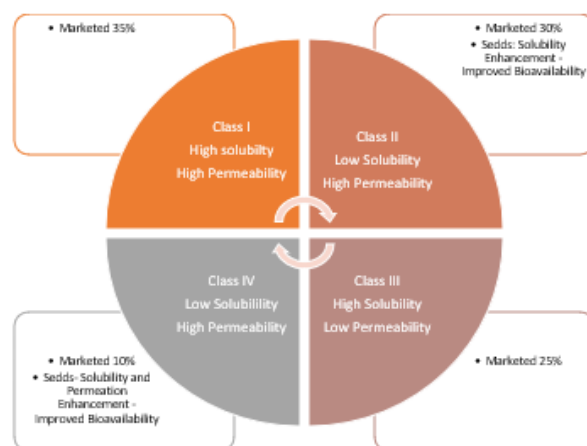 • Marketed 35%
• Marketed 30%
• Sedds: Solubility
Enhancement -
Improved Bioavailability
Class I
High solubilty
High Permeability
Class II
Low Solubility
High Permeability
Class IV
Low Solubilility
High Permeability
Class III
High Solubility
Low Permeability
• Marketed 10%
• Sedds- Solubility and
Permeation
Enhancement -
Improved Bioavailability
• Marketed 25%